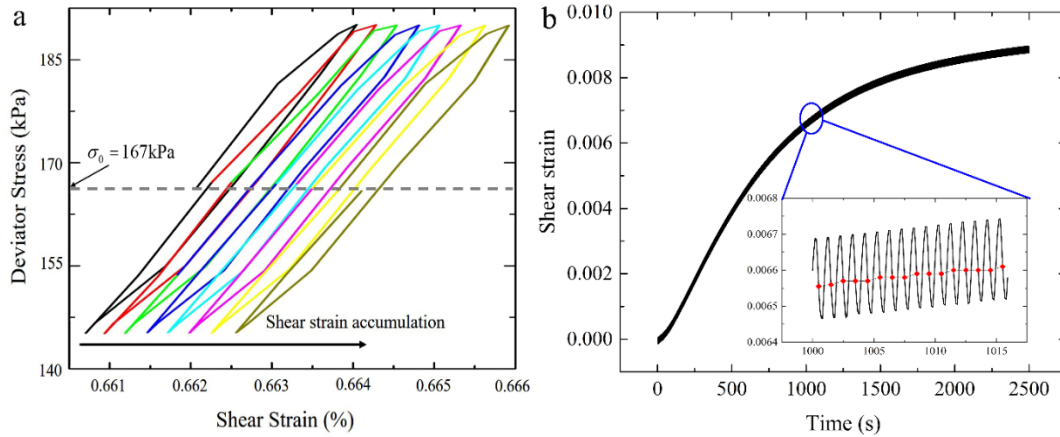 a
Deviator Stress (kPa)
185
170
155
140
σ₀ = 167kPa
Shear strain accumulation
0.661 0.662 0.663 0.664 0.665 0.666
Shear Strain (%)
b
Shear strain
0.010
0.008
0.006
0.004
0.002
0.000
0.0068
0.0067
0.0066
0.0065
0.0064
1000 1005 1010 1015
0 500 1000 1500 2000 2500
Time (s)